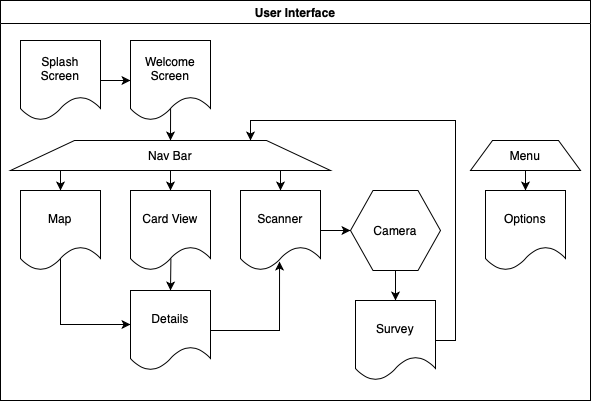 User Interface
Splash
Screen
Welcome
Screen
Nav Bar
Menu
Map
Card View
Scanner
Camera
Options
Details
Survey